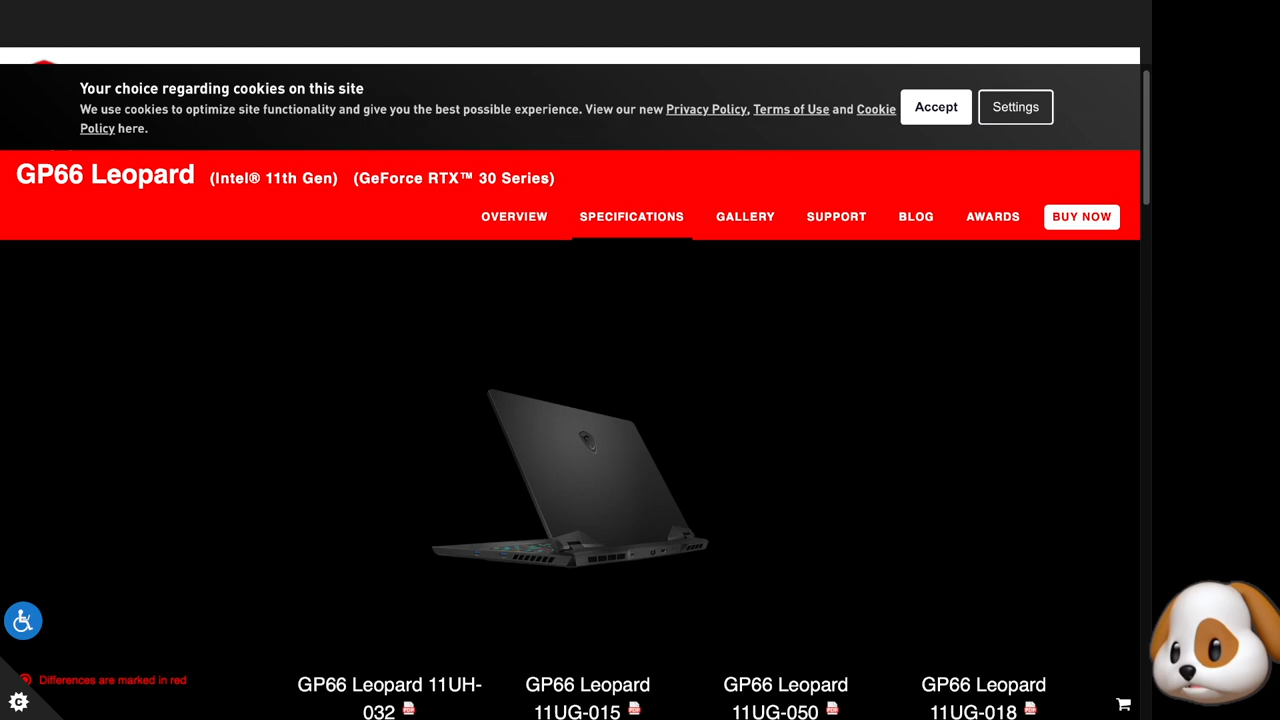 Your choice regarding cookies on this site
We use cookies to optimize site functionality and give you the best possible experience. View our new Privacy Policy, Terms of Use and Cookie
Policy here.
Accept
Settings
GP66 Leopard (Intel® 11th Gen) (GeForce RTX™ 30 Series)
OVERVIEW SPECIFICATIONS GALLERY SUPPORT BLOG AWARDS BUY NOW
Differences are marked in red
GP66 Leopard 11UH-
032
GP66 Leopard
11UG-015
GP66 Leopard
11UG-050
GP66 Leopard
11UG-018